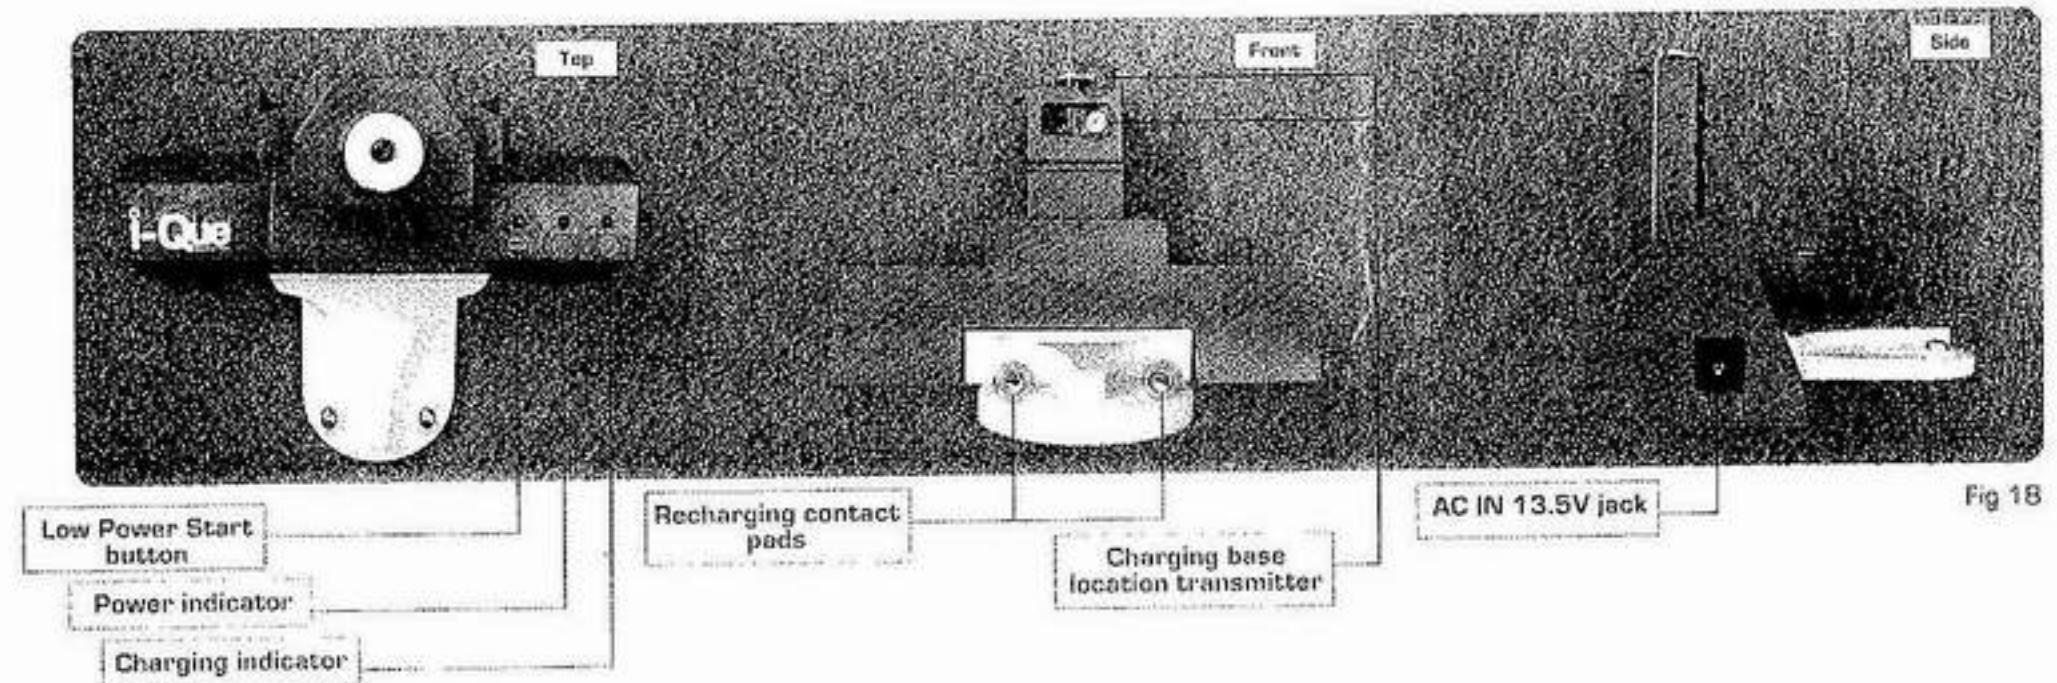 Top
Front
Side
i-Que
Low Power Start
button
Power indicator
Charging indicator
Recharging contact
pads
Charging base
location transmitter
AC IN 13.5V jack
Fig 18